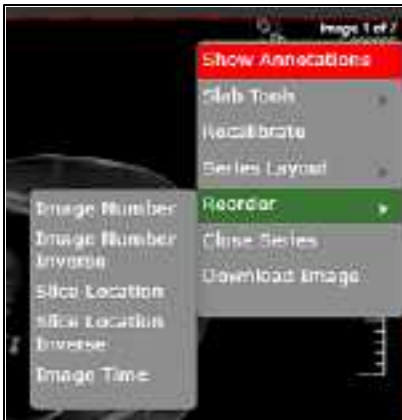 Image 1 of 7
Show Annotations
Slab Tools
Recalibrate
Series Layout
Reorder
Close Series
Download Image
Image Number
Image Number
Inverse
Slice Location
Slice Location
Inverse
Image Time